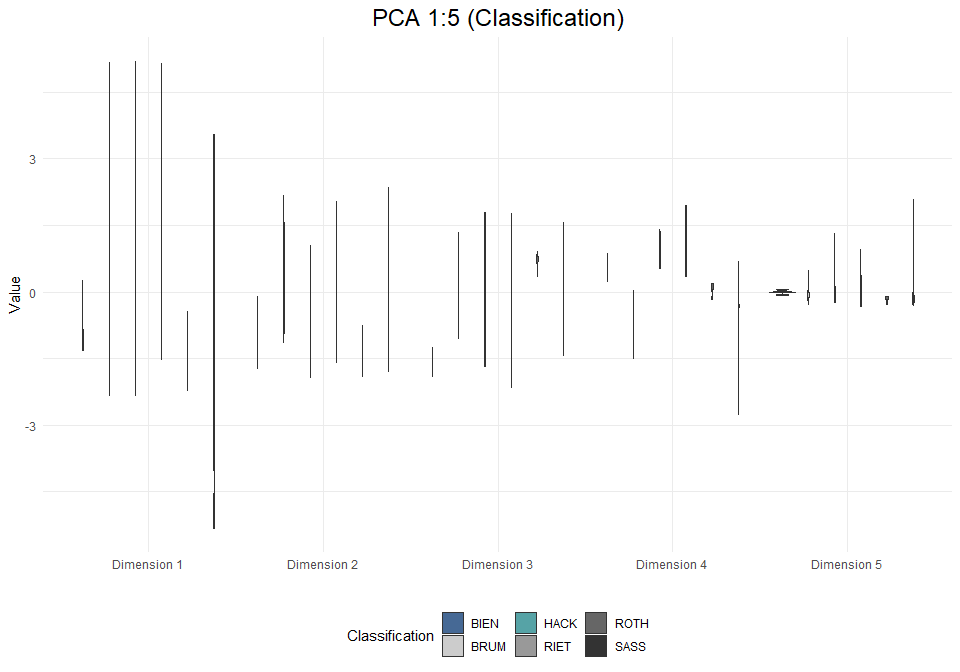 PCA 1:5 (Classification)
Value
3
0
-3
Dimension 1 Dimension 2 Dimension 3 Dimension 4 Dimension 5
Classification
BIEN HACK ROTH
BRUM RIET SASS